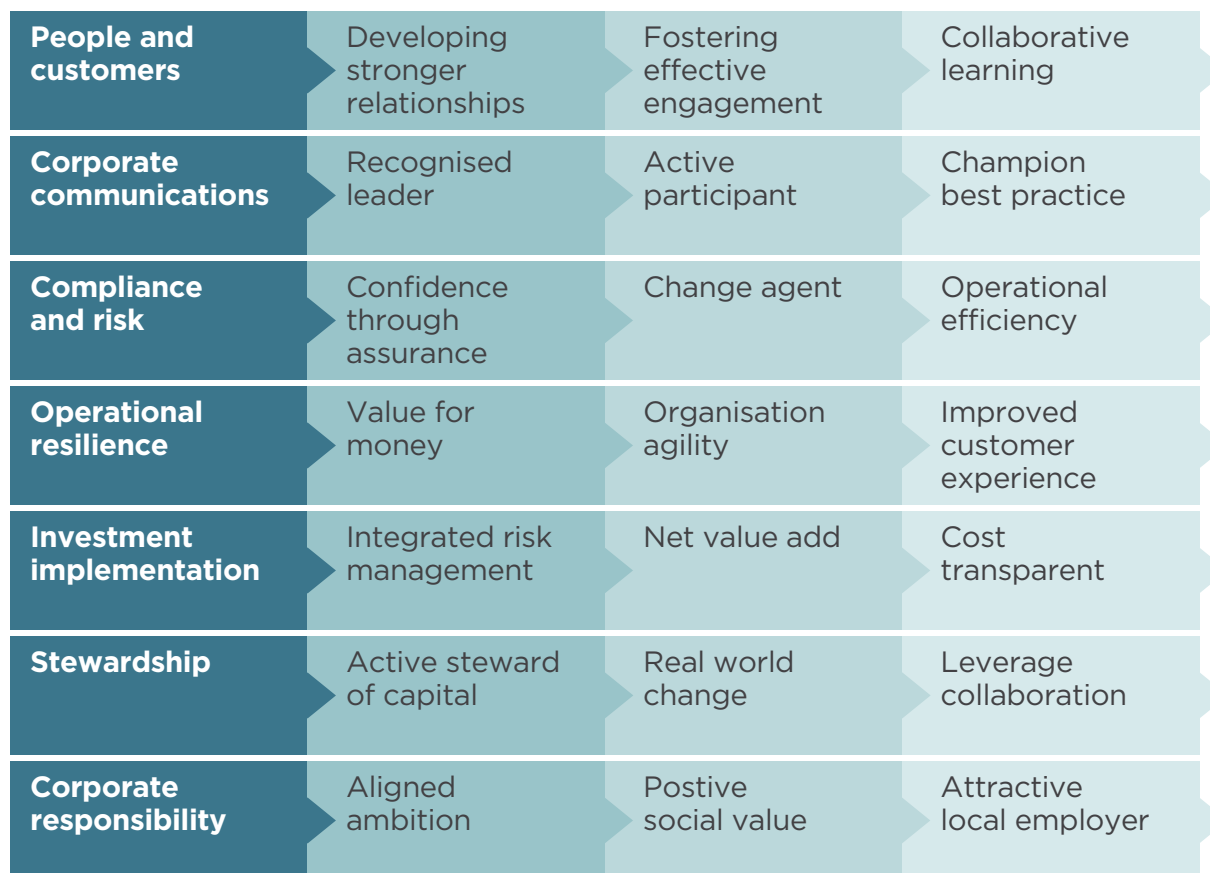 People and
customers
Developing
stronger
relationships
Fostering
effective
engagement
Collaborative
learning
Corporate
communications
Recognised
leader
Active
participant
Champion
best practice
Compliance
and risk
Confidence
through
assurance
Change agent
Operational
efficiency
Operational
resilience
Value for
money
Organisation
agility
Improved
customer
experience
Investment
implementation
Integrated risk
management
Net value add
Cost
transparent
Stewardship
Active steward
of capital
Real world
change
Leverage
collaboration
Corporate
responsibility
Aligned
ambition
Postive
social value
Attractive
local employer